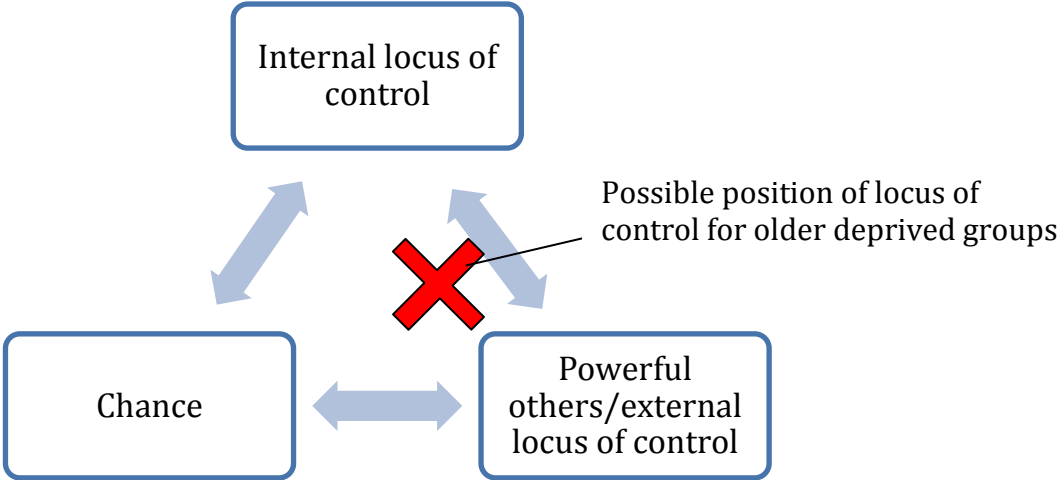 Internal locus of
control
Possible position of locus of
control for older deprived groups
Chance
Powerful
others/external
locus of control